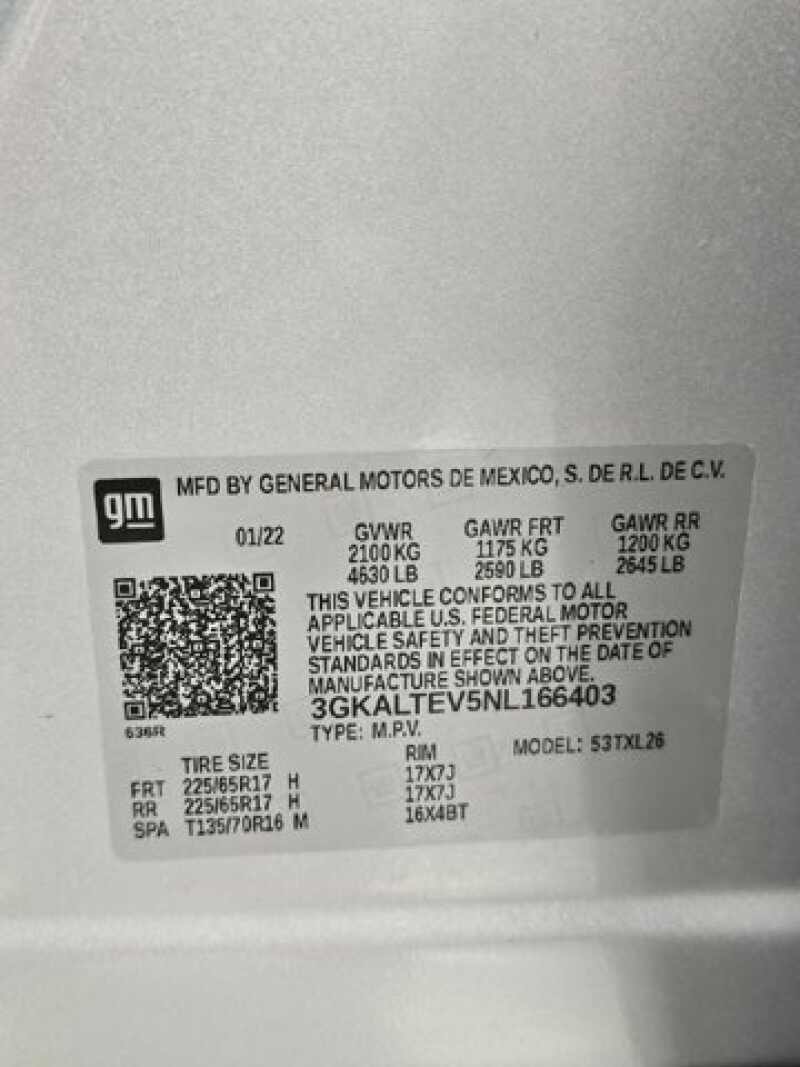 gm
MFD BY GENERAL MOTORS DE MEXICO, S. DE R.L. DE C.V.
01/22 GVWR GAWR FRT GAWR RR
2100 KG 1175 KG 1200 KG
4630 LB 2590 LB 2645 LB
THIS VEHICLE CONFORMS TO ALL
APPLICABLE U.S. FEDERAL MOTOR
VEHICLE SAFETY AND THEFT PREVENTION
STANDARDS IN EFFECT ON THE DATE OF
MANUFACTURE SHOWN ABOVE.
3GKALTEV5NL166403
636R
TYPE: M.P.V.
MODEL: 53TXL26
TIRE SIZE RIM
FRT 225/65R17 H 17X7J
RR 225/65R17 H 17X7J
SPA T135/70R16 M 16X4BT